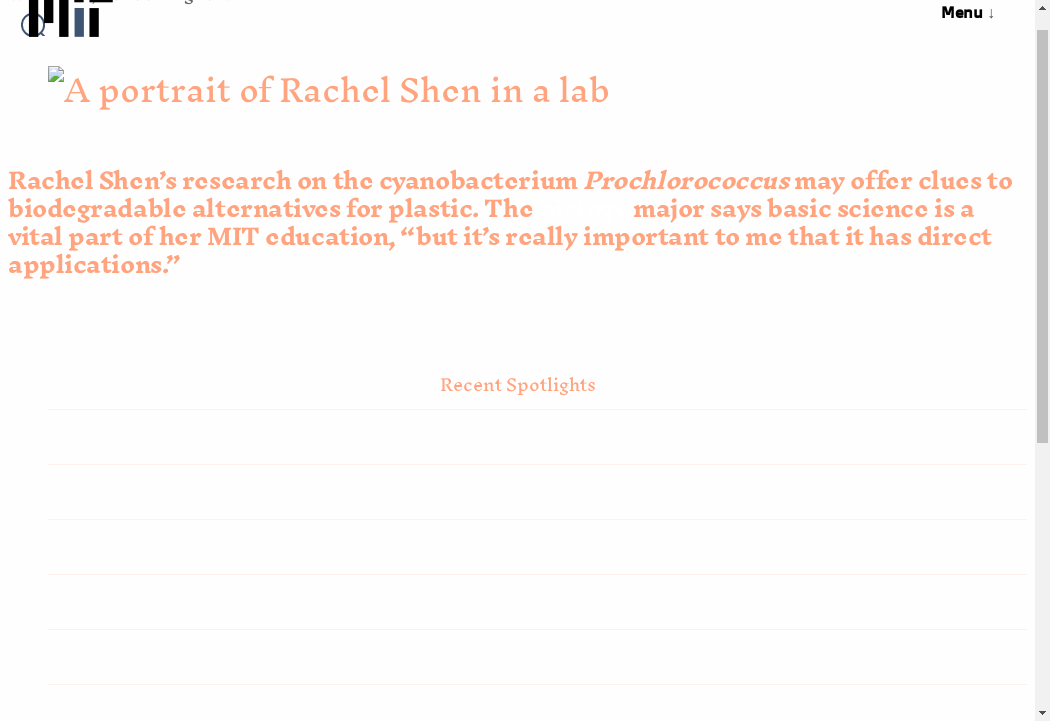 Menu ↓
A portrait of Rachel Shen in a lab
Rachel Shen’s research on the cyanobacterium Prochlorococcus may offer clues to
biodegradable alternatives for plastic. The major says basic science is a
vital part of her MIT education, “but it’s really important to me that it has direct
applications.”
Recent Spotlights